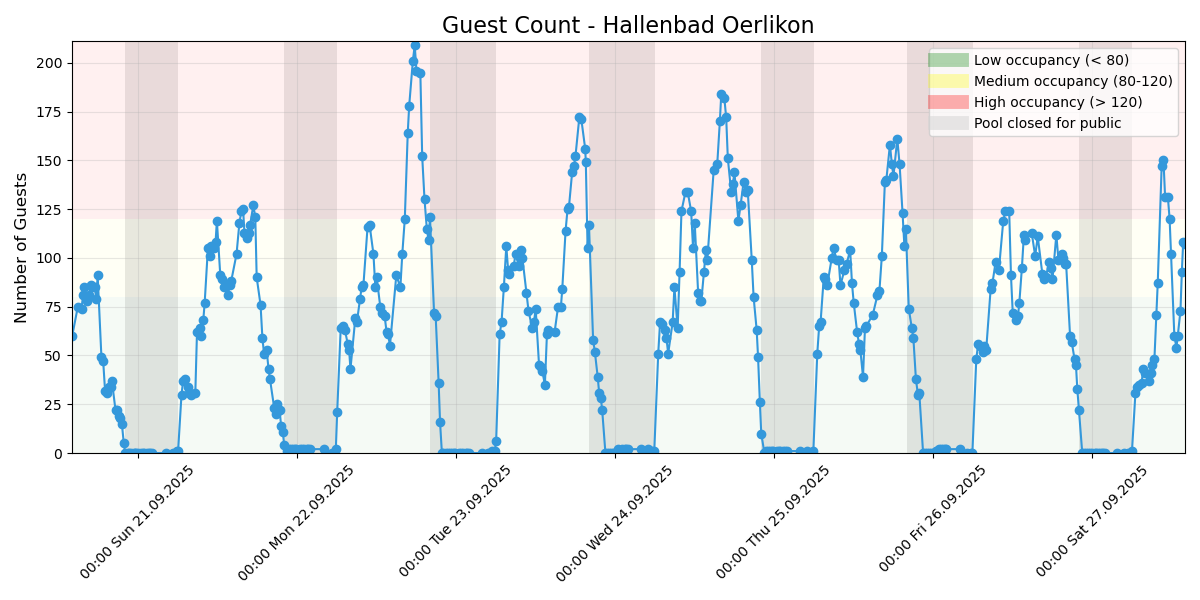 Guest Count - Hallenbad Oerlikon
Number of Guests
200
175
150
125
100
75
50
25
0
Low occupancy (< 80)
Medium occupancy (80-120)
High occupancy (> 120)
Pool closed for public
00:00 Sun 21.09.2025
00:00 Mon 22.09.2025
00:00 Tue 23.09.2025
00:00 Wed 24.09.2025
00:00 Thu 25.09.2025
00:00 Fri 26.09.2025
00:00 Sat 27.09.2025